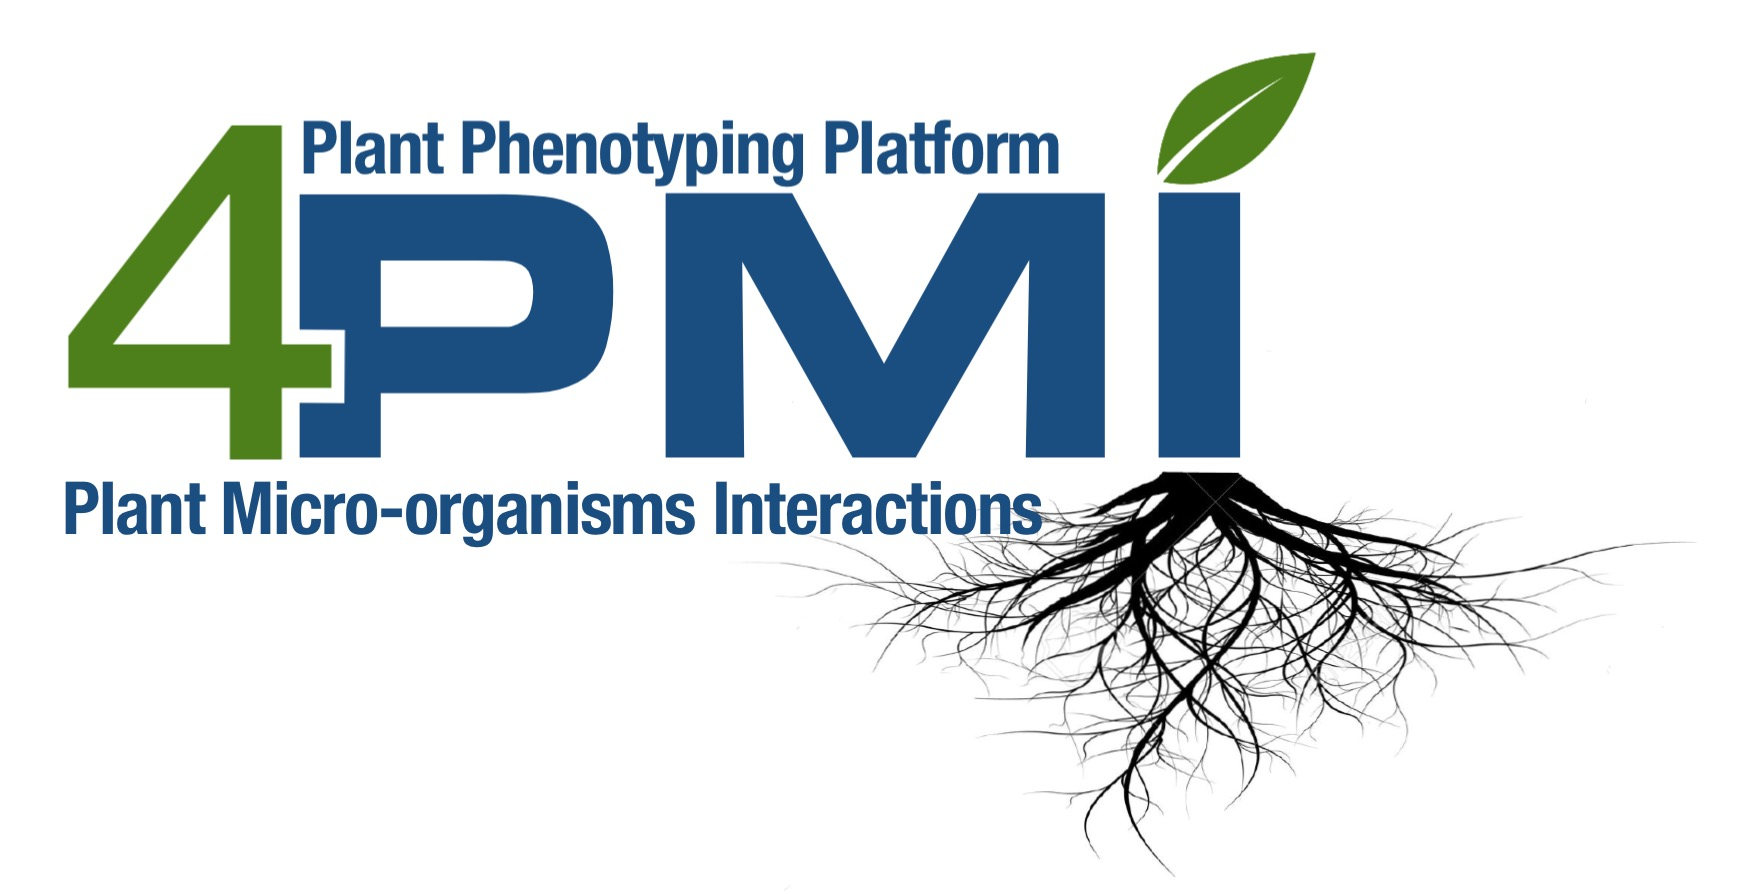 Plant Phenotyping Platform
4PMI
Plant Micro-organisms Interactions